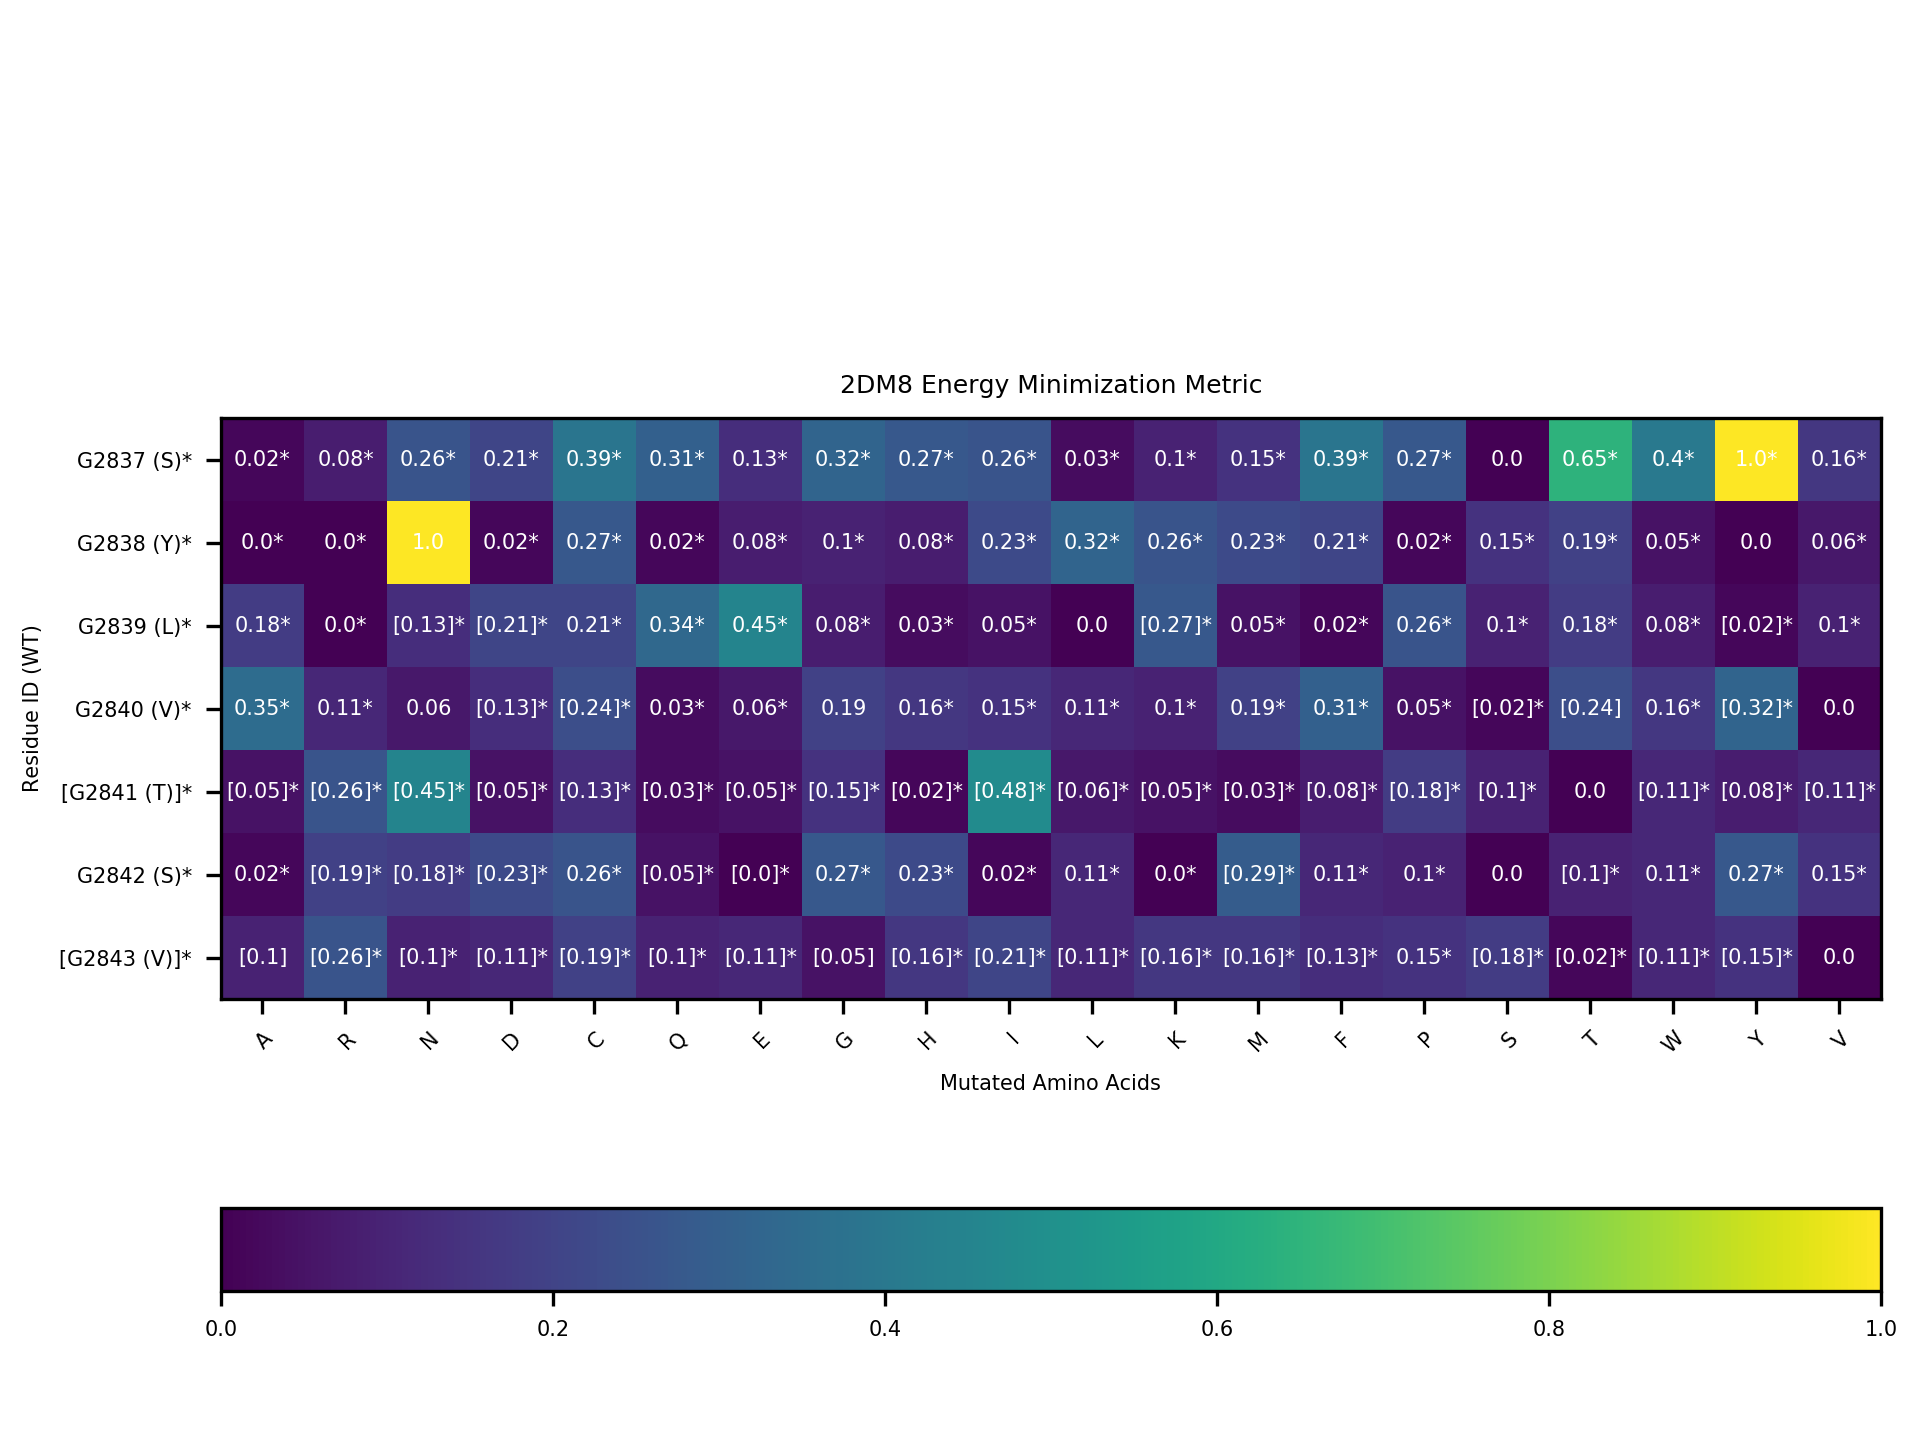 2DM8 Energy Minimization Metric
Residue ID (WT)
G2837 (S)* 0.02* 0.08* 0.26* 0.21* 0.39* 0.31* 0.13* 0.32* 0.27* 0.26* 0.03* 0.1* 0.15* 0.39* 0.27* 0.0 0.65* 0.4* 1.0* 0.16*
G2838 (Y)* 0.0* 0.0* 1.0 0.02* 0.27* 0.02* 0.08* 0.1* 0.08* 0.23* 0.32* 0.26* 0.23* 0.21* 0.02* 0.15* 0.19* 0.05* 0.0 0.06*
G2839 (L)* 0.18* 0.0* [0.13]* [0.21]* 0.21* 0.34* 0.45* 0.08* 0.03* 0.05* 0.0 [0.27]* 0.05* 0.02* 0.26* 0.1* 0.18* 0.08* [0.02]* 0.1*
G2840 (V)* 0.35* 0.11* 0.06 [0.13]* [0.24]* 0.03* 0.06* 0.19 0.16* 0.15* 0.11* 0.1* 0.19* 0.31* 0.05* [0.02]* [0.24] 0.16* [0.32]* 0.0
[G2841 (T)]* [0.05]* [0.26]* [0.45]* [0.05]* [0.13]* [0.03]* [0.05]* [0.15]* [0.02]* [0.48]* [0.06]* [0.05]* [0.03]* [0.08]* [0.18]* [0.1]* 0.0 [0.11]* [0.08]* [0.11]*
G2842 (S)* 0.02* [0.19]* [0.18]* [0.23]* 0.26* [0.05]* [0.0]* 0.27* 0.23* 0.02* 0.11* 0.0* [0.29]* 0.11* 0.1* 0.0 [0.1]* 0.11* 0.27* 0.15*
[G2843 (V)]* [0.1] [0.26]* [0.1]* [0.11]* [0.19]* [0.1]* [0.11]* [0.05] [0.16]* [0.21]* [0.11]* [0.16]* [0.16]* [0.13]* 0.15* [0.18]* [0.02]* [0.11]* [0.15]* 0.0
A R N D C Q E G H I L K M F P S T W Y V
Mutated Amino Acids
0.0 0.2 0.4 0.6 0.8 1.0